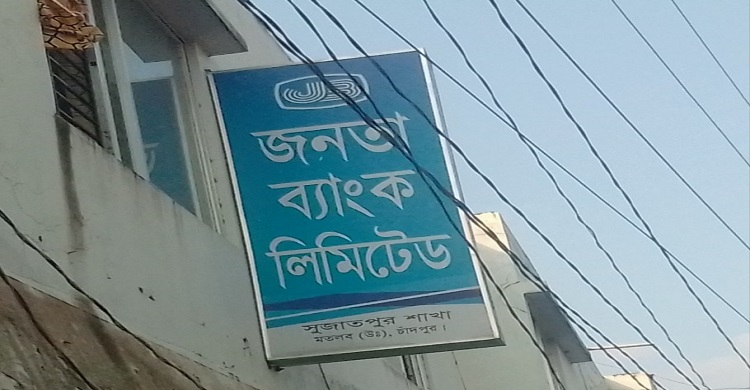 JB
জনতা
ব্যাংক
লিমিটেড
সুজাতপুর শাখা
মতলব (উঃ), চাঁদপুর।